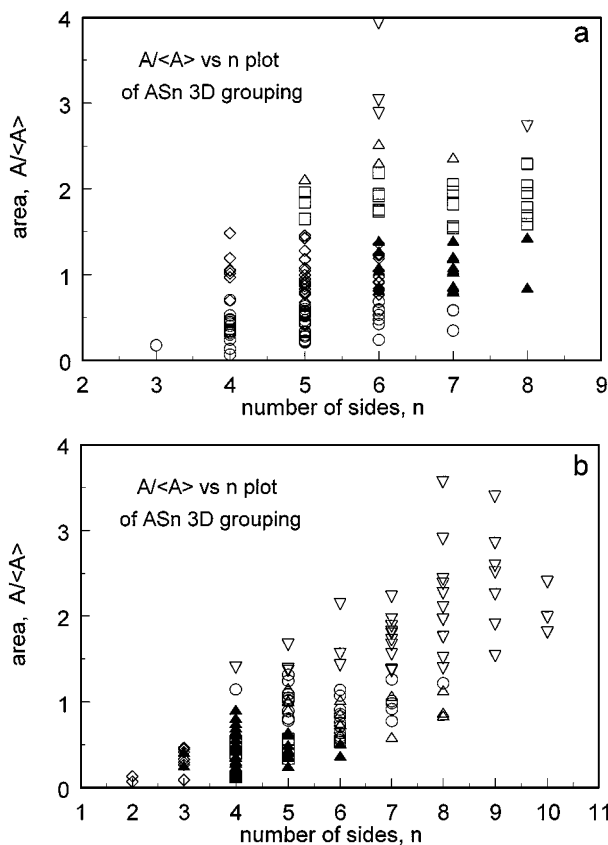 4
a
A/<A> vs n plot
of ASn 3D grouping
3
2
1
0
area, A/<A>
2 3 4 5 6 7 8 9
number of sides, n
4
b
A/<A> vs n plot
of ASn 3D grouping
3
2
1
0
area, A/<A>
1 2 3 4 5 6 7 8 9 10 11
number of sides, n